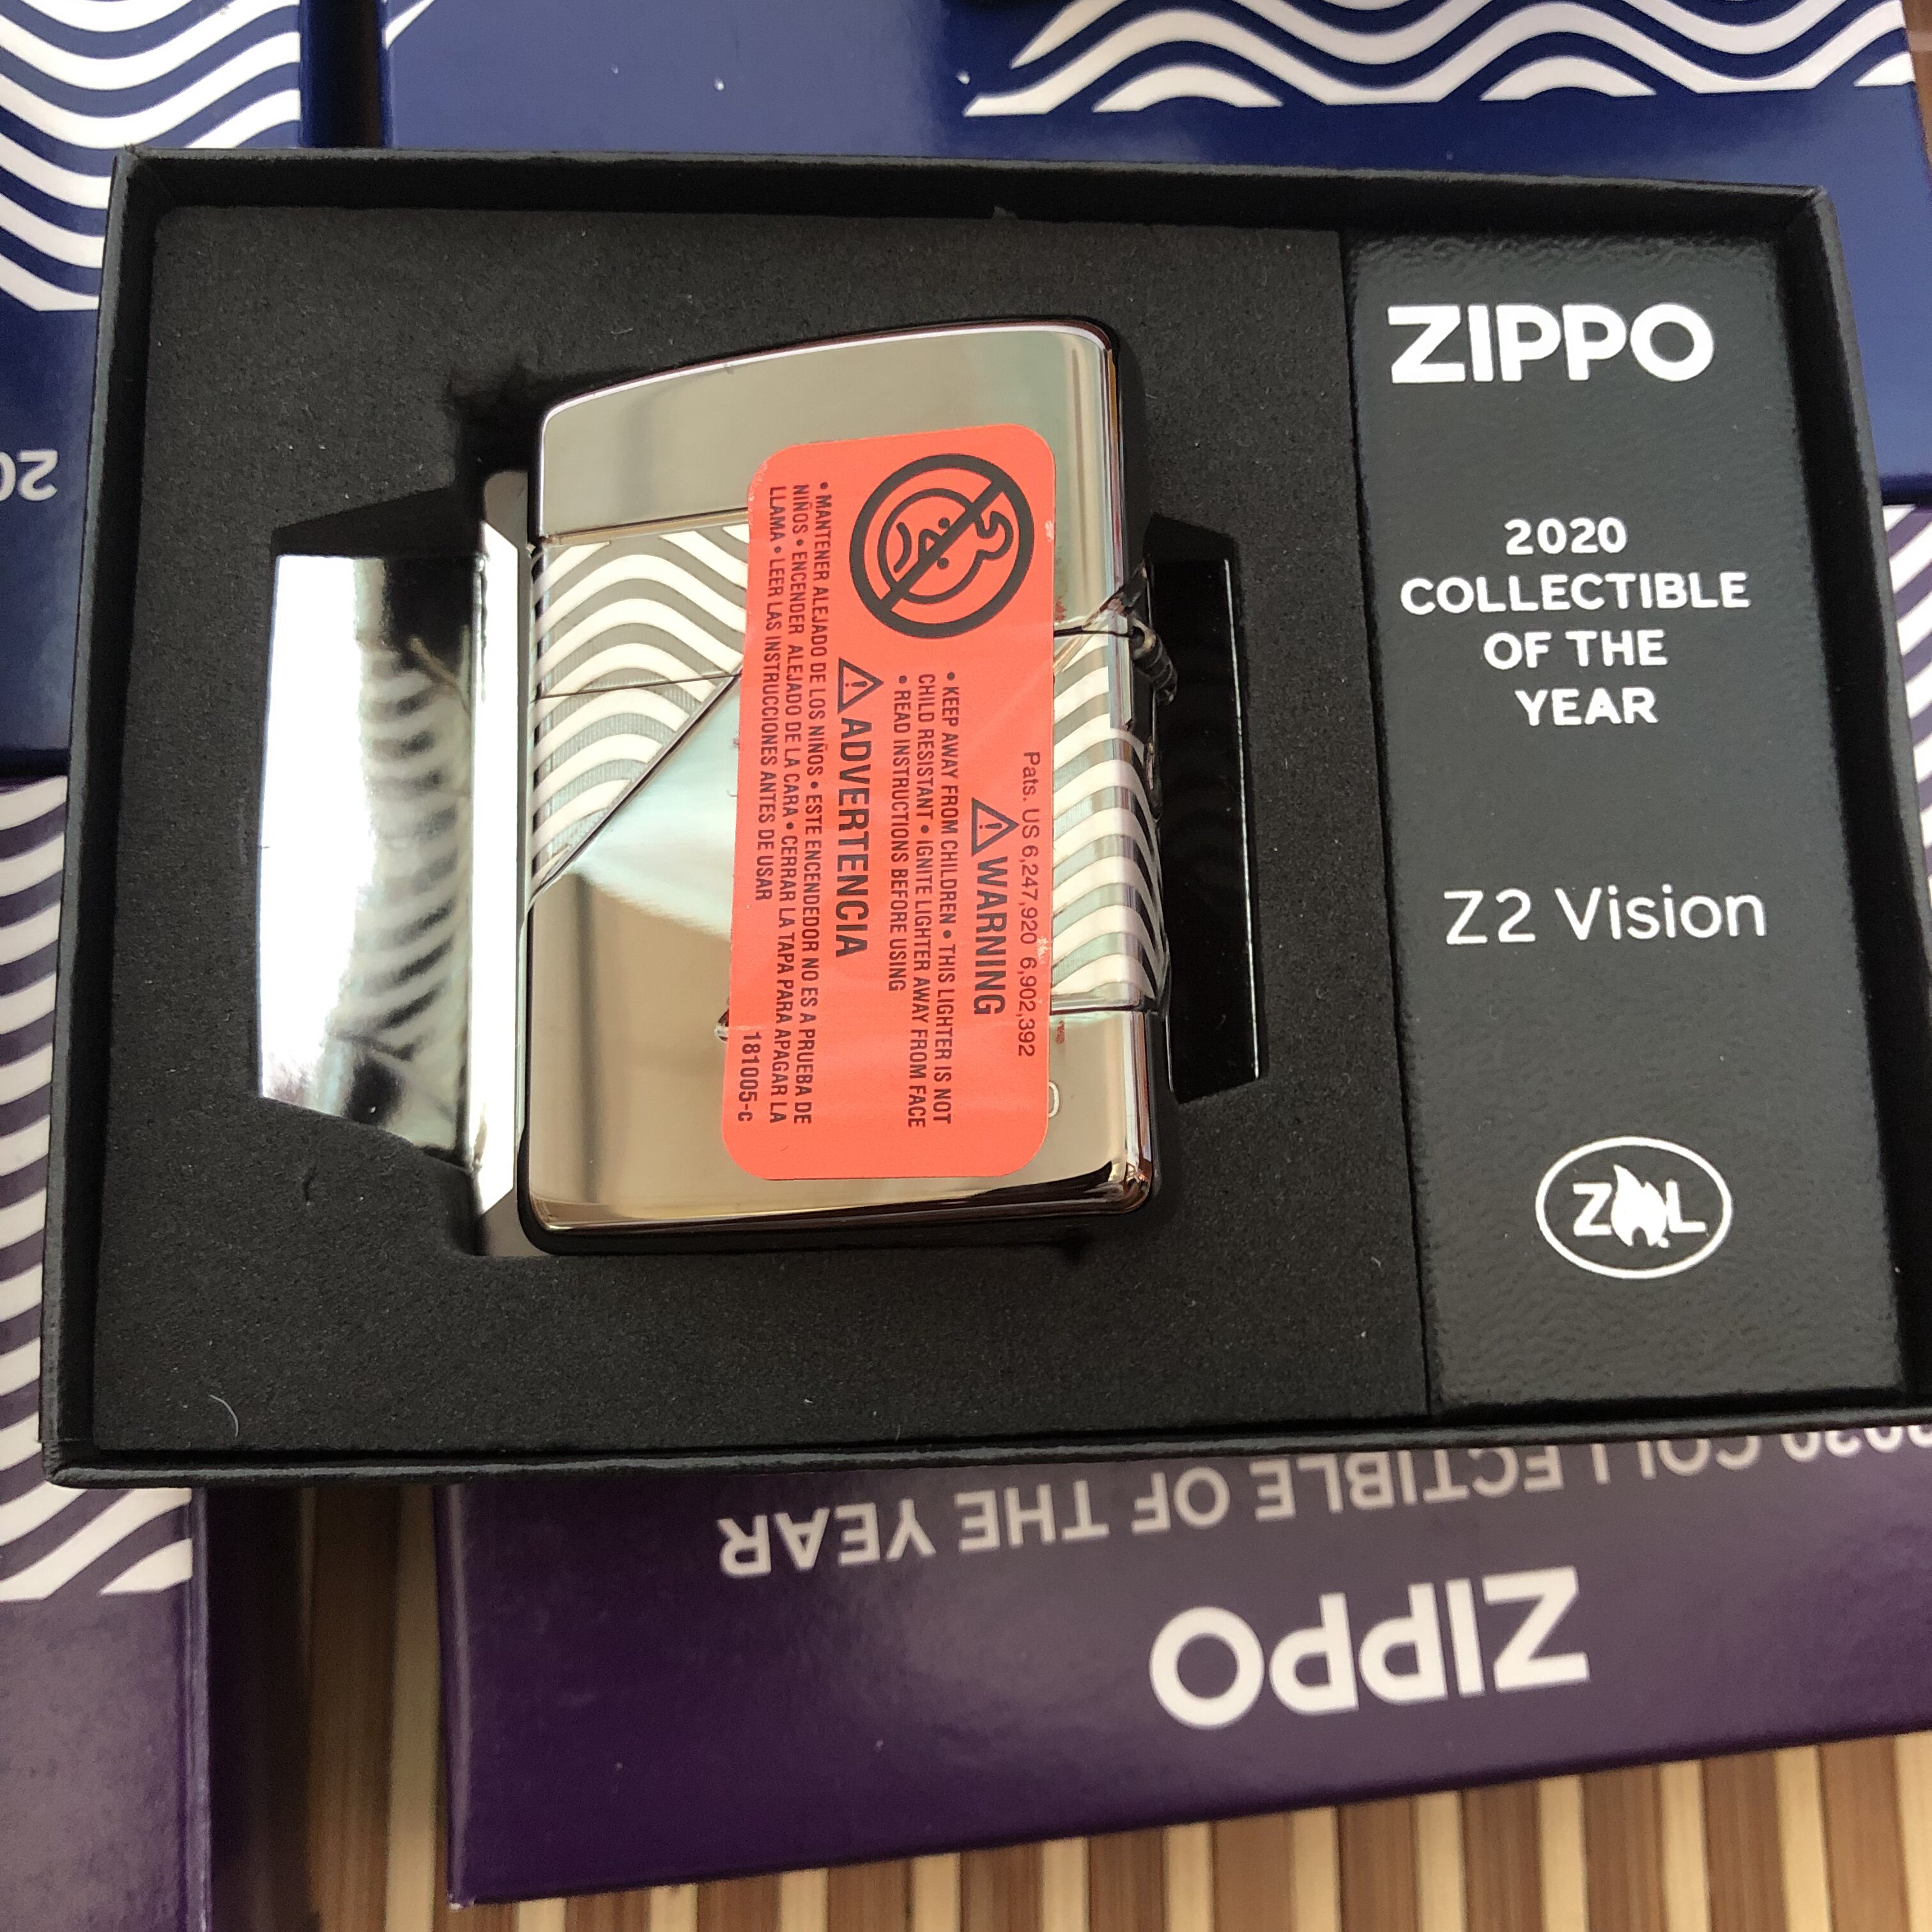 ZIPPO
2020
COLLECTIBLE
OF THE
YEAR
Z2 Vision
Z L
Pats. US 6,247,920 6,902,392
WARNING
• KEEP AWAY FROM CHILDREN • THIS LIGHTER IS NOT
CHILD RESISTANT • IGNITE LIGHTER AWAY FROM FACE
• READ INSTRUCTIONS BEFORE USING
ADVERTENCIA
• MANTENER ALEJADO DE LOS NIÑOS • ESTE ENCENDEDOR NO ES A PRUEBA DE
NIÑOS • ENCENDER ALEJADO DE LA CARA • CERRAR LA TAPA PARA APAGAR LA
LLAMA • LEER LAS INSTRUCCIONES ANTES DE USAR
181005-c
ZIPPO
2020 COLLECTIBLE OF THE YEAR